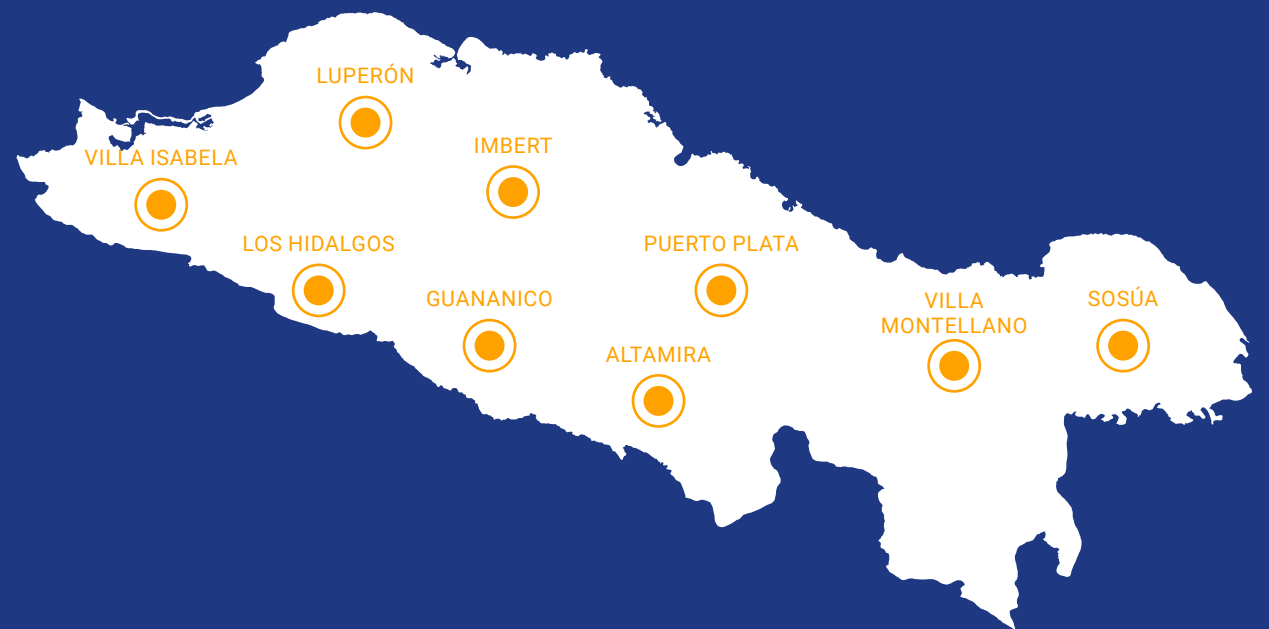 LUPERÓN
IMBERT
VILLA ISABELA
LOS HIDALGOS
PUERTO PLATA
GUANANICO
VILLA
MONTELLANO
SOSÚA
ALTAMIRA